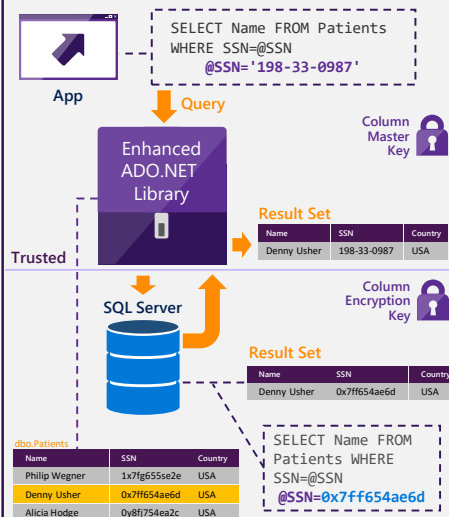 SELECT Name FROM Patients
WHERE SSN=@SSN
@SSN='198-33-0987'
App
Query
Column
Master
Key
Enhanced
ADO.NET
Library
Result Set
Name SSN Country
Denny Usher 198-33-0987 USA
Trusted
SQL Server
Column
Encryption
Key
Result Set
Name SSN Country
Denny Usher 0x7ff654ae6d USA
dbo.Patients
Name SSN Country
Philip Wegner 1x7fg655se2e USA
Denny Usher 0x7ff654ae6d USA
Alicia Hodge 0y8fj754ea2c USA
SELECT Name FROM
Patients WHERE
SSN=@SSN
@SSN=0x7ff654ae6d